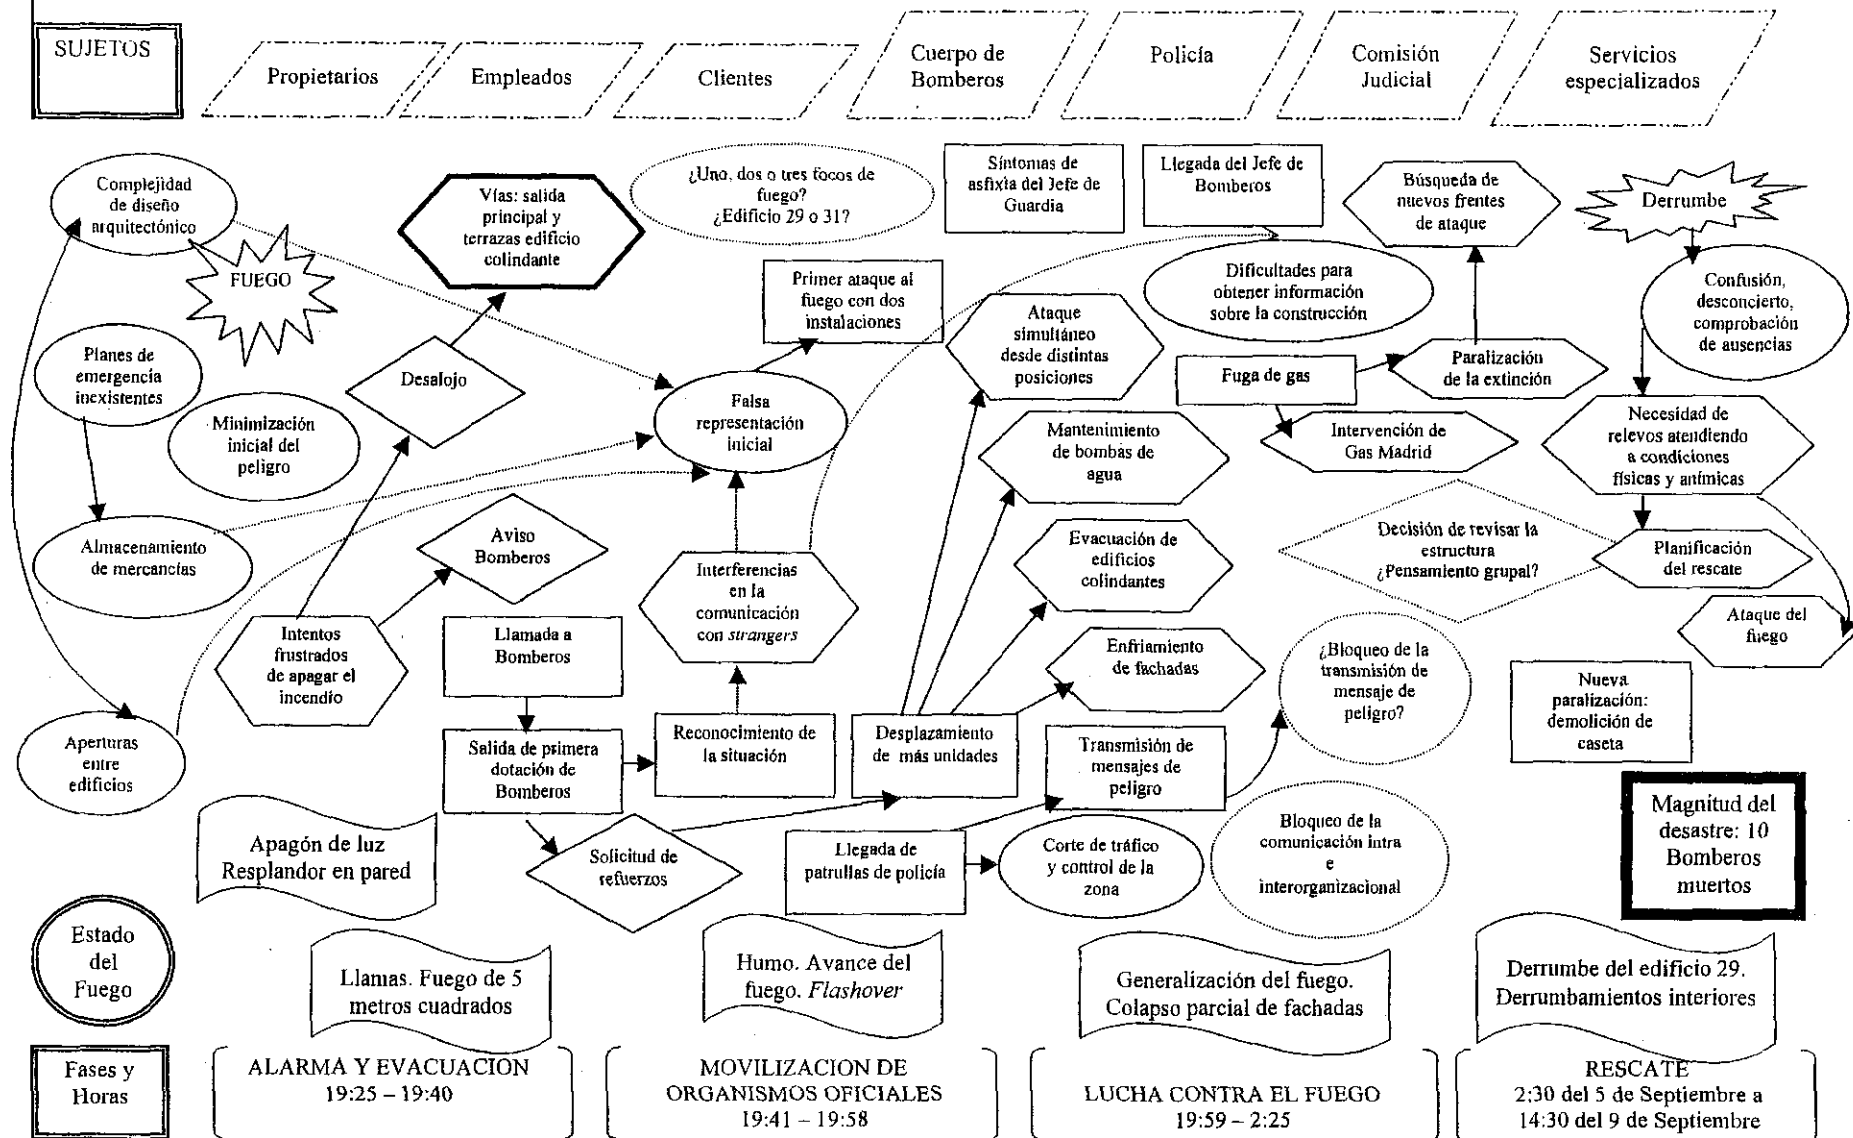 SUJETOS
Propietarios
Empleados
Clientes
Cuerpo de
Bomberos
Policía
Comisión
Judicial
Servicios
especializados
Complejidad
de diseño
arquitectónico
FUEGO
Vías: salida
principal y
terrazas edificio
colindante
¿Uno, dos o tres focos de
fuego?
¿Edificio 29 o 31?
Síntomas de
asfixia del Jefe de
Guardia
Llegada del Jefe de
Bomberos
Búsqueda de
nuevos frentes
de ataque
Derrumbe
Primer ataque al
fuego con dos
instalaciones
Dificultades para
obtener información
sobre la construcción
Confusión,
desconcierto,
comprobación
de ausencias
Planes de
emergencia
inexistentes
Desalojo
Ataque
simultáneo
desde distintas
posiciones
Fuga de gas
Paralización
de la extinción
Minimización
inicial del
peligro
Falsa
representación
inicial
Mantenimiento
de bombas de
agua
Intervención de
Gas Madrid
Necesidad de
relevos atendiendo
a condiciones
físicas y anímicas
Almacenamiento
de mercancías
Aviso
Bomberos
Interferencias
en la
comunicación
con strangers
Evacuación de
edificios
colindantes
Decisión de revisar la
estructura
¿Pensamiento grupal?
Planificación
del rescate
Intentos
frustrados
de apagar el
incendio
Llamada a
Bomberos
Enfriamiento
de fachadas
¿Bloqueo de la
transmisión de
mensaje de
peligro?
Ataque del
fuego
Nueva
paralización:
demolición de
caseta
Aperturas
entre
edificios
Salida de primera
dotación de
Bomberos
Reconocimiento de
la situación
Desplazamiento
de más unidades
Transmisión de
mensajes de
peligro
Apagón de luz
Resplandor en pared
Solicitud de
refuerzos
Llegada de
patrullas de policía
Corte de tráfico
y control de la
zona
Bloqueo de la
comunicación intra
e
interorganizacional
Magnitud del
desastre: 10
Bomberos
muertos
Estado
del
Fuego
Llamas. Fuego de 5
metros cuadrados
Humo. Avance del
fuego. Flashover
Generalización del fuego.
Colapso parcial de fachadas
Derrumbe del edificio 29.
Derrumbamientos interiores
Fases y
Horas
ALARMA Y EVACUACION
19:25 – 19:40
MOVILIZACION DE
ORGANISMOS OFICIALES
19:41 – 19:58
LUCHA CONTRA EL FUEGO
19:59 – 2:25
RESCATE
2:30 del 5 de Septiembre a
14:30 del 9 de Septiembre